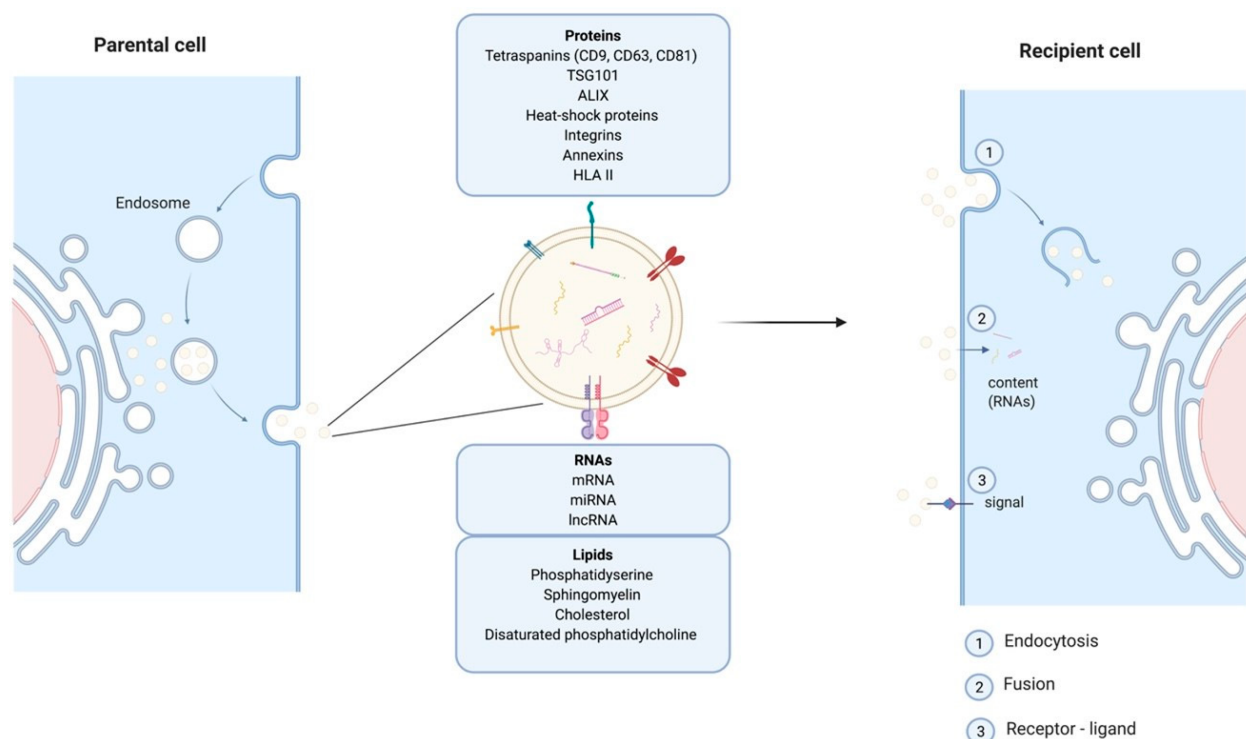 Parental cell
Endosome
Proteins
Tetraspanins (CD9, CD63, CD81)
TSG101
ALIX
Heat-shock proteins
Integrins
Annexins
HLA II
RNAs
mRNA
miRNA
lncRNA
Lipids
Phosphatidyserine
Sphingomyelin
Cholesterol
Disaturated phosphatidylcholine
Recipient cell
1
2
content
(RNAs)
3
signal
1 Endocytosis
2 Fusion
3 Receptor - ligand